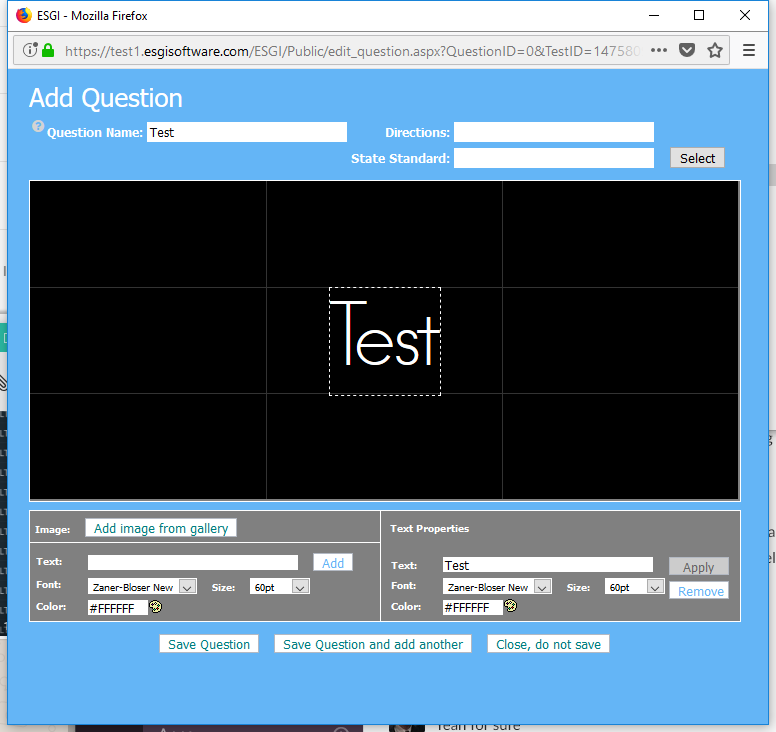 ESGI - Mozilla Firefox
https://test1.esgisoftware.com/ESGI/Public/edit_question.aspx?QuestionID=0&TestID=147580
Add Question
? Question Name: Test Directions:
State Standard: Select
Test
Image: Add image from gallery
Text: Add
Font: Zaner-Bloser New Size: 60pt
Color: #FFFFFF
Text Properties
Text: Test Apply
Font: Zaner-Bloser New Size: 60pt Remove
Color: #FFFFFF
Save Question Save Question and add another Close, do not save
for sure